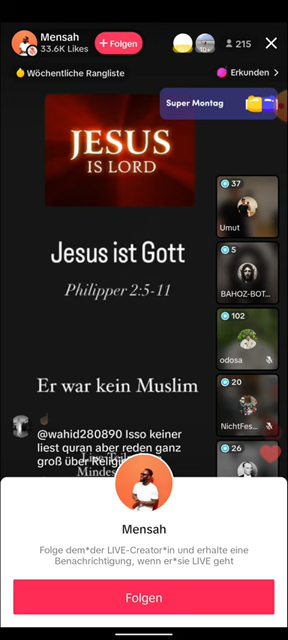 Mensah
33.6K Likes
+ Folgen
215
Wöchentliche Rangliste
Erkunden >
Super Montag
JESUS
IS LORD
37
Umut
Jesus ist Gott
5
Philipper 2:5-11
BAHOZ-BOT...
102
odosa
Er war kein Muslim
20
NichtFes...
@wahid280890 Isso keiner
liest quran aber reden ganz
groß über
26
Mensah
Folge dem*der LIVE-Creator*in und erhalte eine
Benachrichtigung, wenn er*sie LIVE geht
Folgen